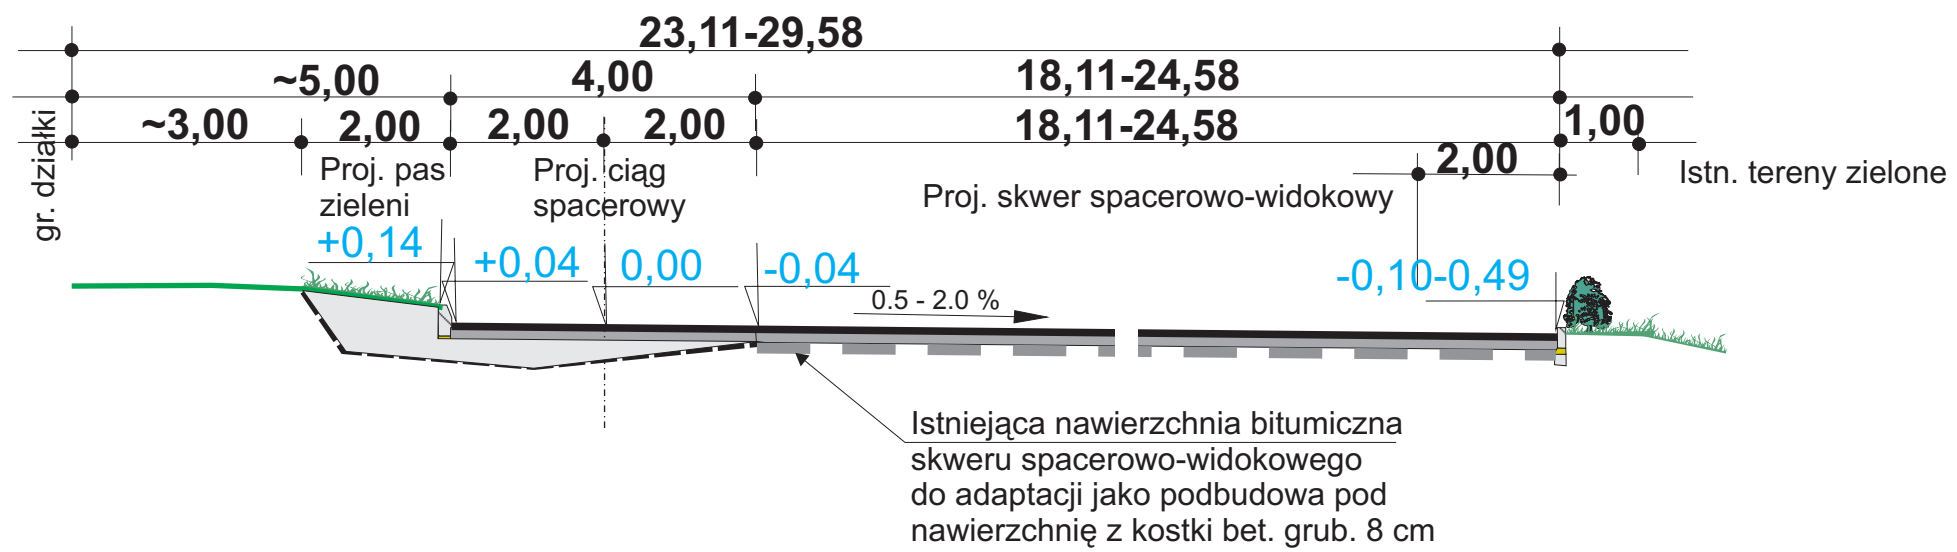 23,11-29,58
~5,00 4,00 18,11-24,58
~3,00 2,00 2,00 2,00 18,11-24,58 1,00
2,00
gr. działki
Proj. pas
zieleni
Proj. ciąg
spacerowy
Proj. skwer spacerowo-widokowy
Istn. tereny zielone
+0,14
+0,04
0,00
-0,04
-0,10-0,49
0.5 - 2.0 %
Istniejąca nawierzchnia bitumiczna
skweru spacerowo-widokowego
do adaptacji jako podbudowa pod
nawierzchnię z kostki bet. grub. 8 cm